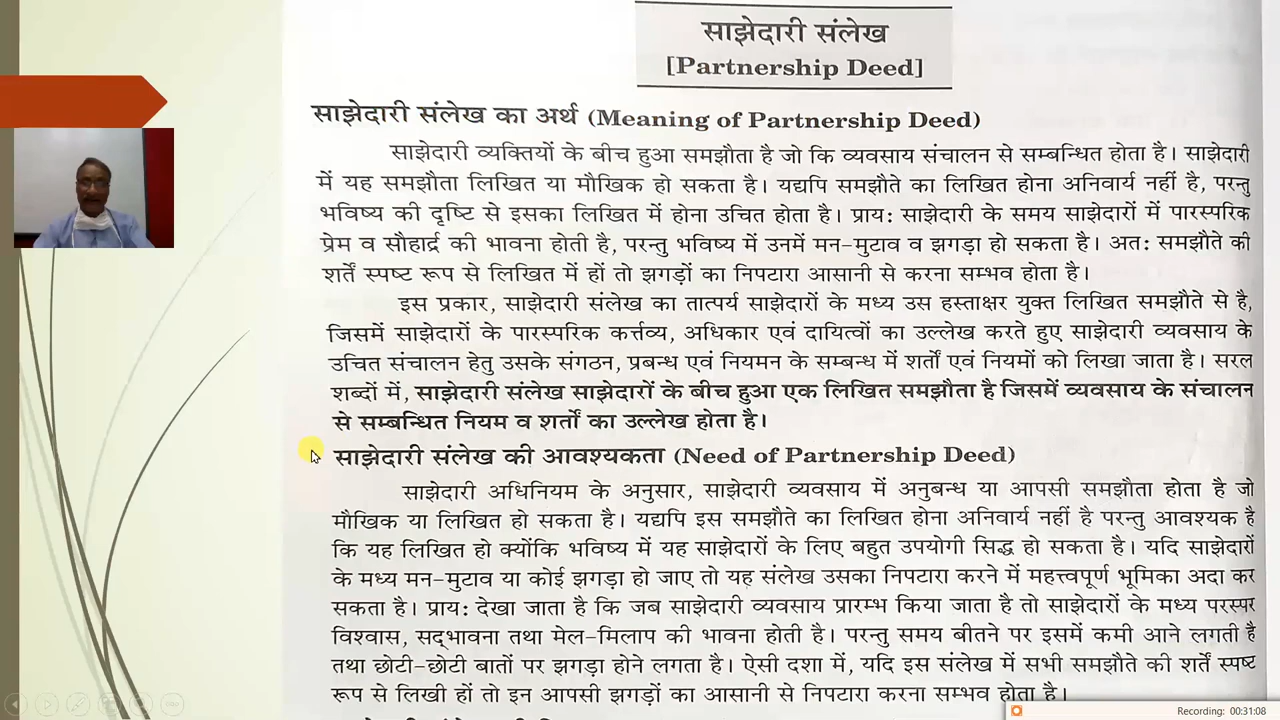 साझेदारी संलेख
[Partnership Deed]
साझेदारी संलेख का अर्थ (Meaning of Partnership Deed)
साझेदारी व्यक्तियों के बीच हुआ समझौता है जो कि व्यवसाय संचालन से सम्बन्धित होता है। साझेदारी
में यह समझौता लिखित या मौखिक हो सकता है। यद्यपि समझौते का लिखित होना अनिवार्य नहीं है, परन्तु
भविष्य की दृष्टि से इसका लिखित में होना उचित होता है। प्राय: साझेदारी के समय साझेदारों में पारस्परिक
प्रेम व सौहार्द्र की भावना होती है, परन्तु भविष्य में उनमें मन-मुटाव व झगड़ा हो सकता है। अत: समझौते की
शर्तें स्पष्ट रूप से लिखित में हों तो झगड़ों का निपटारा आसानी से करना सम्भव होता है।
इस प्रकार, साझेदारी संलेख का तात्पर्य साझेदारों के मध्य उस हस्ताक्षर युक्त लिखित समझौते से है,
जिसमें साझेदारों के पारस्परिक कर्त्तव्य, अधिकार एवं दायित्वों का उल्लेख करते हुए साझेदारी व्यवसाय के
उचित संचालन हेतु उसके संगठन, प्रबन्ध एवं नियमन के सम्बन्ध में शर्तों एवं नियमों को लिखा जाता है। सरल
शब्दों में, साझेदारी संलेख साझेदारों के बीच हुआ एक लिखित समझौता है जिसमें व्यवसाय के संचालन
से सम्बन्धित नियम व शर्तों का उल्लेख होता है।
साझेदारी संलेख की आवश्यकता (Need of Partnership Deed)
साझेदारी अधिनियम के अनुसार, साझेदारी व्यवसाय में अनुबन्ध या आपसी समझौता होता है जो
मौखिक या लिखित हो सकता है। यद्यपि इस समझौते का लिखित होना अनिवार्य नहीं है परन्तु आवश्यक है
कि यह लिखित हो क्योंकि भविष्य में यह साझेदारों के लिए बहुत उपयोगी सिद्ध हो सकता है। यदि साझेदारों
के मध्य मन-मुटाव या कोई झगड़ा हो जाए तो यह संलेख उसका निपटारा करने में महत्त्वपूर्ण भूमिका अदा कर
सकता है। प्राय: देखा जाता है कि जब साझेदारी व्यवसाय प्रारम्भ किया जाता है तो साझेदारों के मध्य परस्पर
विश्वास, सद्भावना तथा मेल-मिलाप की भावना होती है। परन्तु समय बीतने पर इसमें कमी आने लगती है
तथा छोटी-छोटी बातों पर झगड़ा होने लगता है। ऐसी दशा में, यदि इस संलेख में सभी समझौते की शर्तें स्पष्ट
रूप से लिखी हों तो इन आपसी झगड़ों का आसानी से निपटारा करना सम्भव होता है।
Recording: 00:31:08